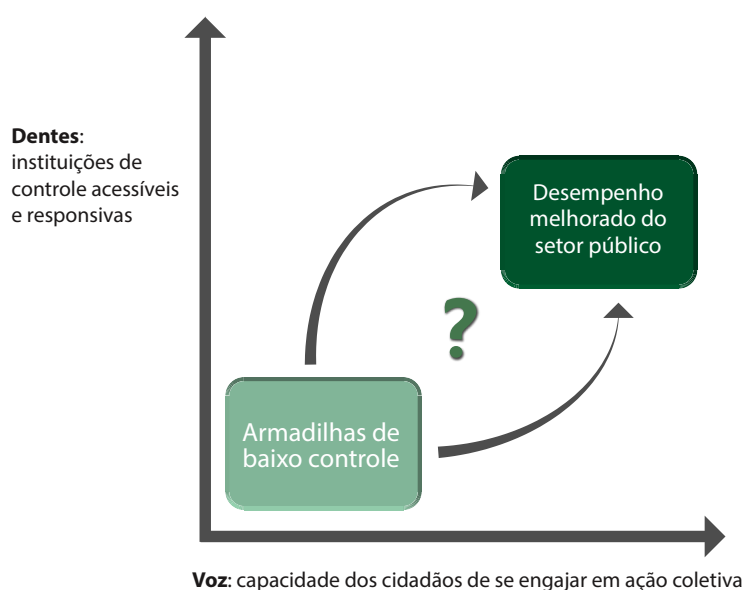 Dentes:
instituições de
controle acessíveis
e responsivas
Desempenho
melhorado do
setor público
?
Armadilhas de
baixo controle
Voz: capacidade dos cidadãos de se engajar em ação coletiva